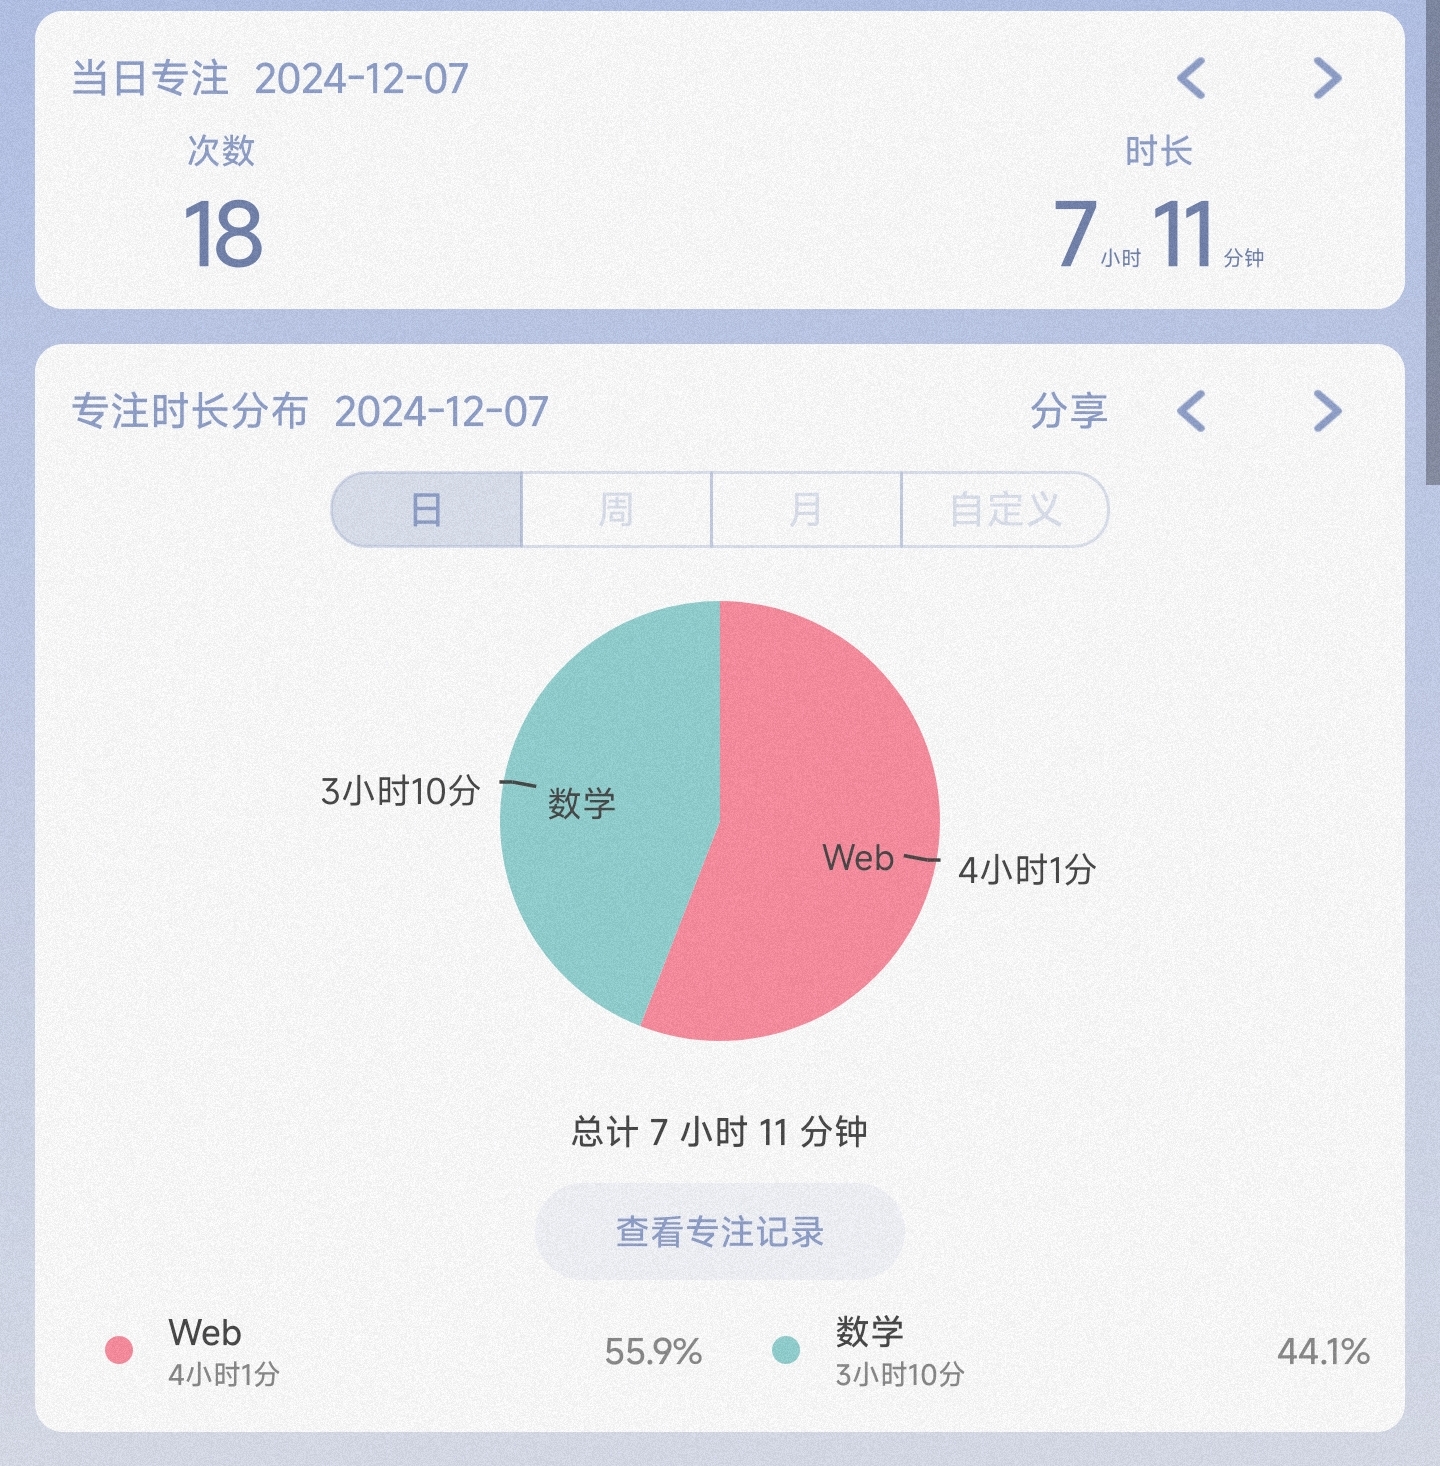 当日专注 2024-12-07
次数 时长
18 7小时11分钟
专注时长分布 2024-12-07 分享
日 周 月 自定义
3小时10分 数学
Web 4小时1分
总计 7 小时 11 分钟
查看专注记录
Web 55.9% 数学 44.1%
4小时1分 3小时10分